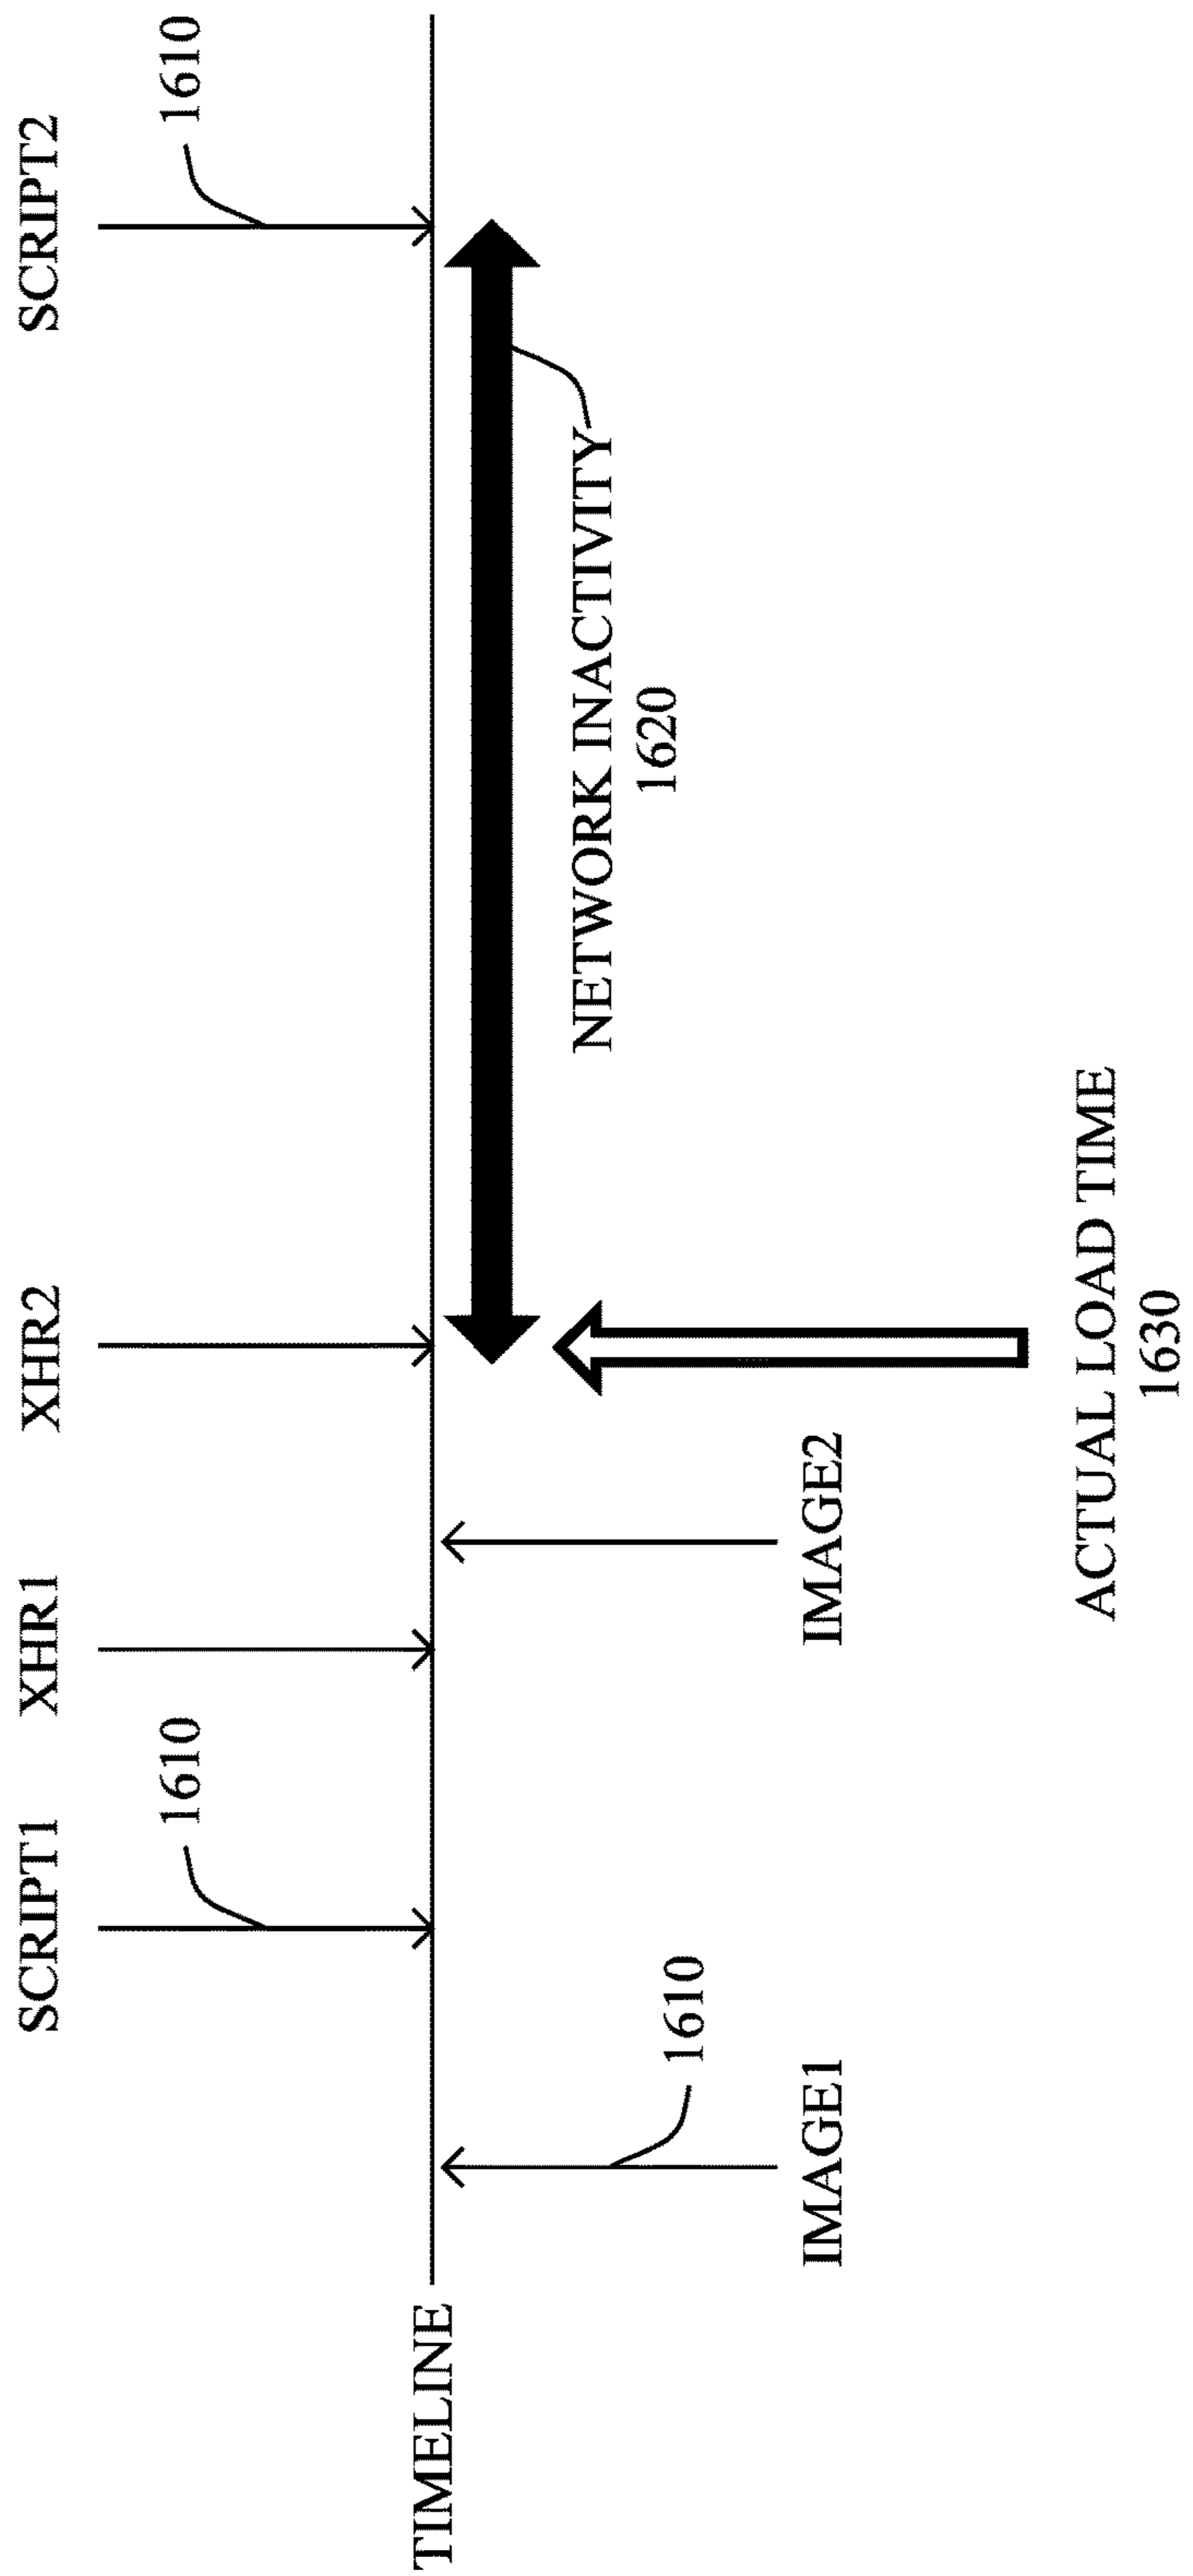 SCRIPT1 XHR1 XHR2 SCRIPT2
1610 1610
TIMELINE
NETWORK INACTIVITY
1620
1610
IMAGE1 IMAGE2
ACTUAL LOAD TIME
1630